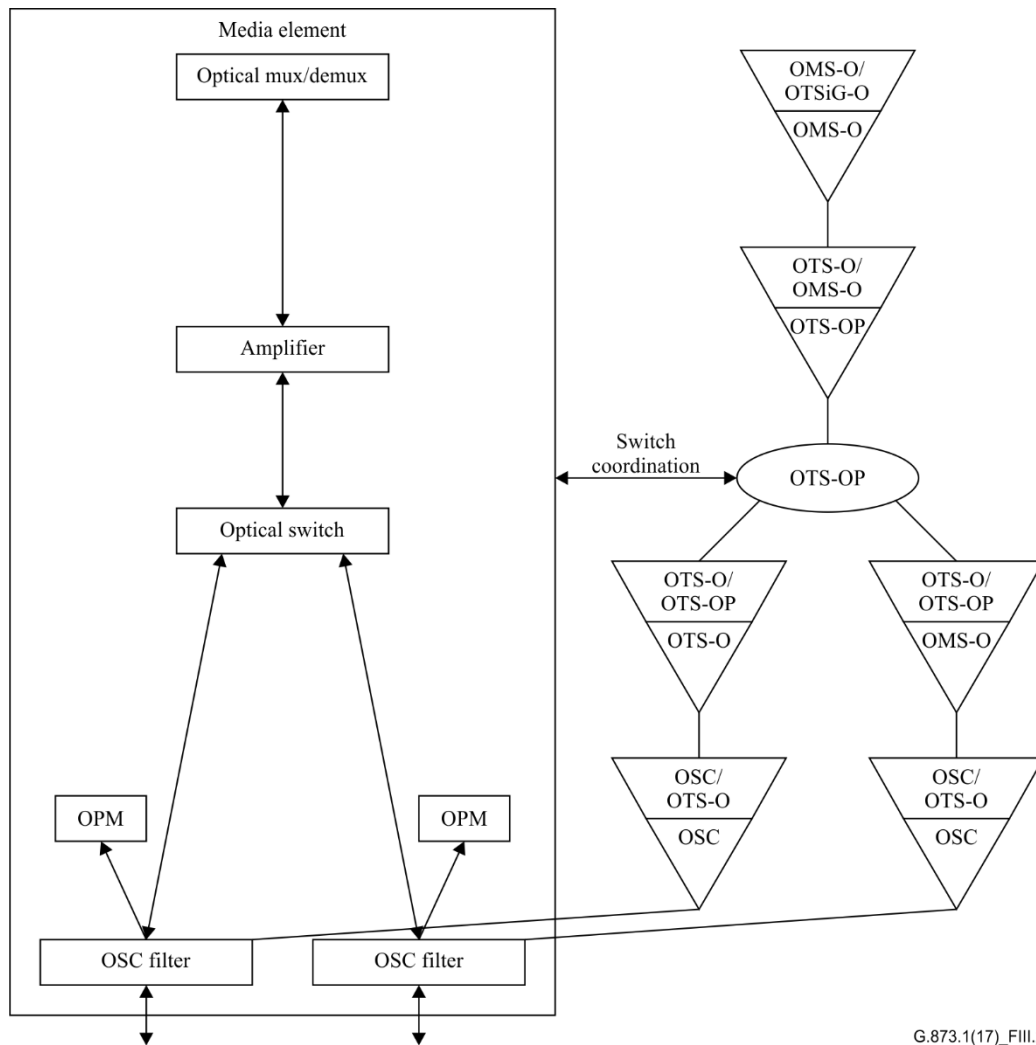 Media element
Optical mux/demux
Amplifier
Optical switch
OPM
OPM
OSC filter
OSC filter
Switch
coordination
OMS-O/
OTSiG-O
OMS-O
OTS-O/
OMS-O
OTS-OP
OTS-OP
OTS-O/
OTS-OP
OTS-O
OTS-O/
OTS-OP
OMS-O
OSC/
OTS-O
OSC
OSC/
OTS-O
OSC
G.873.1(17)_FIII.